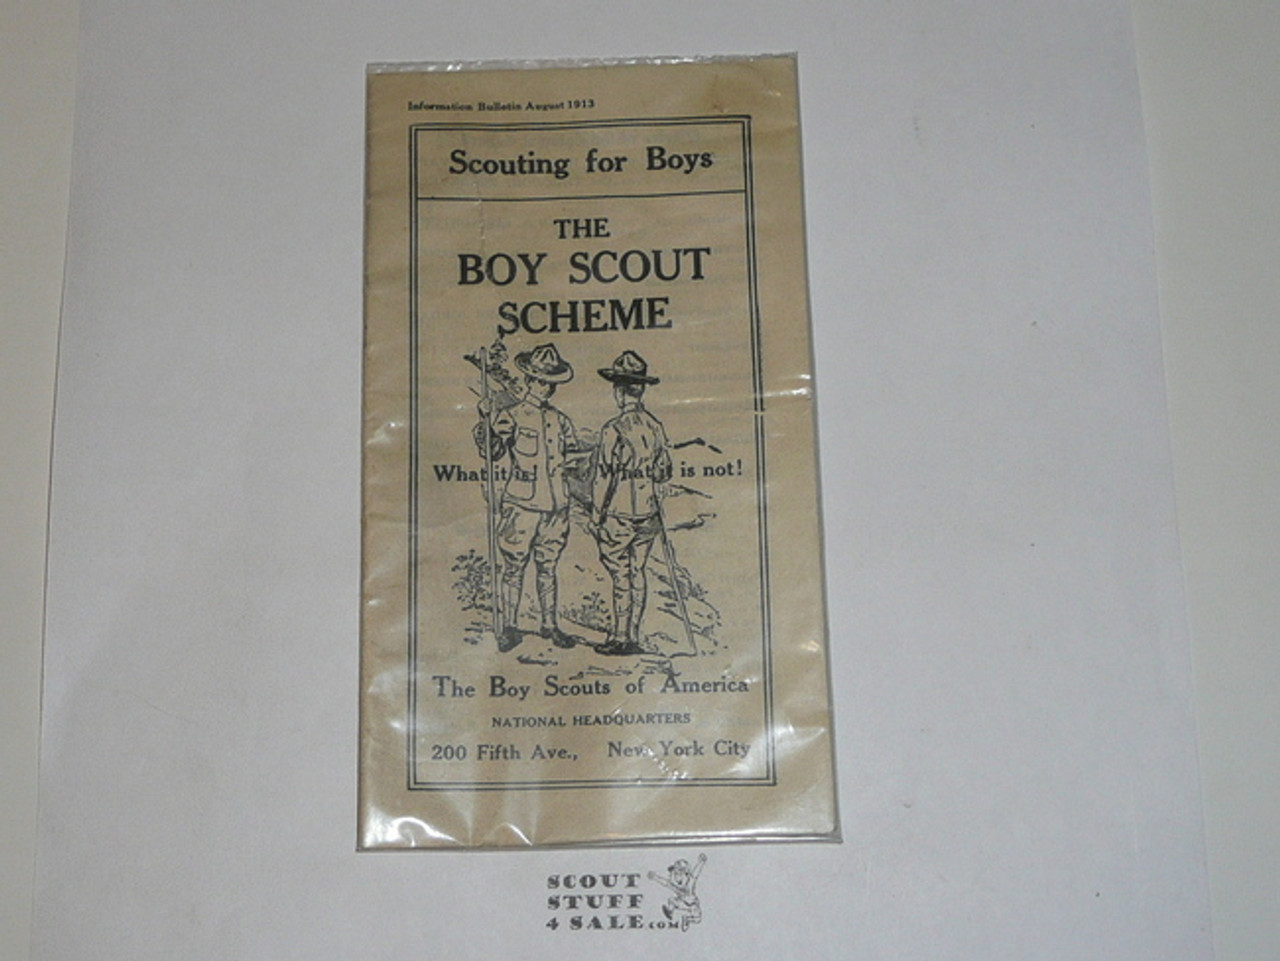 Information Bulletin August 1913
Scouting for Boys
THE
BOY SCOUT
SCHEME
What it is! What it is not!
The Boy Scouts of America
NATIONAL HEADQUARTERS
200 Fifth Ave., New York City
SCOUT
STUFF
4 SALE.COM